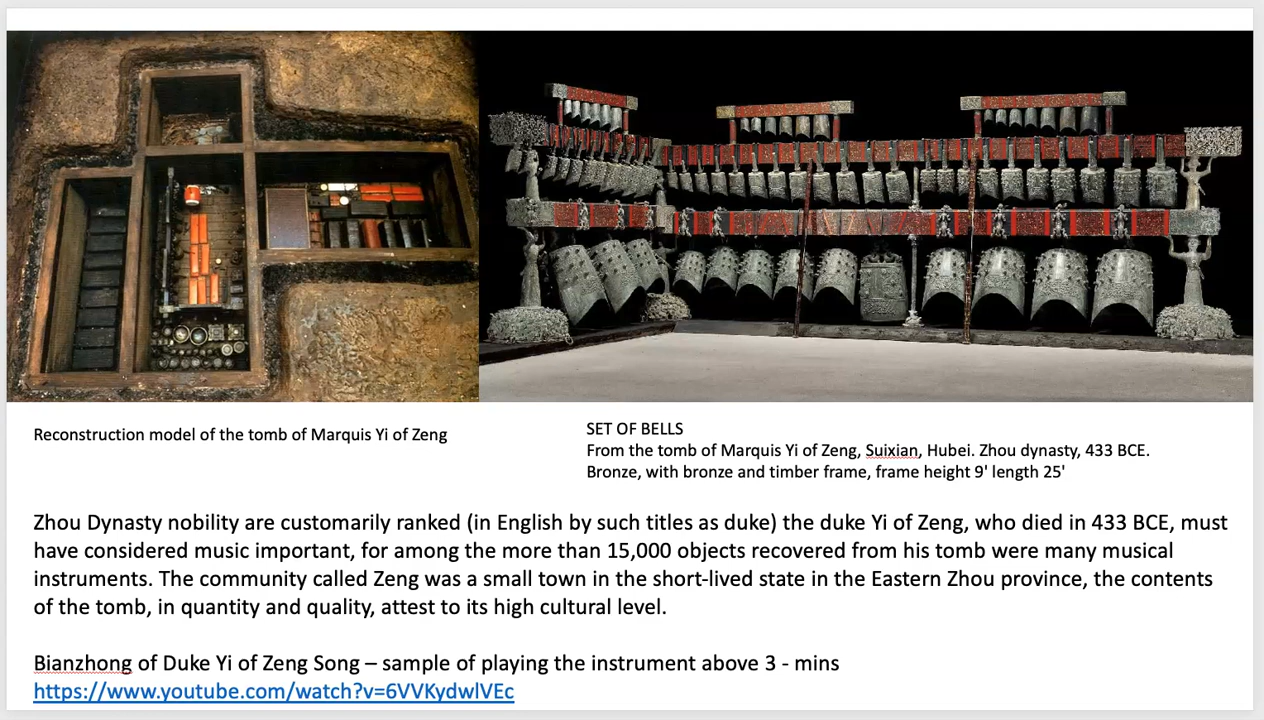 Reconstruction model of the tomb of Marquis Yi of Zeng
SET OF BELLS
From the tomb of Marquis Yi of Zeng, Suixian, Hubei. Zhou dynasty, 433 BCE.
Bronze, with bronze and timber frame, frame height 9' length 25'
Zhou Dynasty nobility are customarily ranked (in English by such titles as duke) the duke Yi of Zeng, who died in 433 BCE, must
have considered music important, for among the more than 15,000 objects recovered from his tomb were many musical
instruments. The community called Zeng was a small town in the short-lived state in the Eastern Zhou province, the contents
of the tomb, in quantity and quality, attest to its high cultural level.
Bianzhong of Duke Yi of Zeng Song – sample of playing the instrument above 3 - mins
https://www.youtube.com/watch?v=6VVKydwlVEc